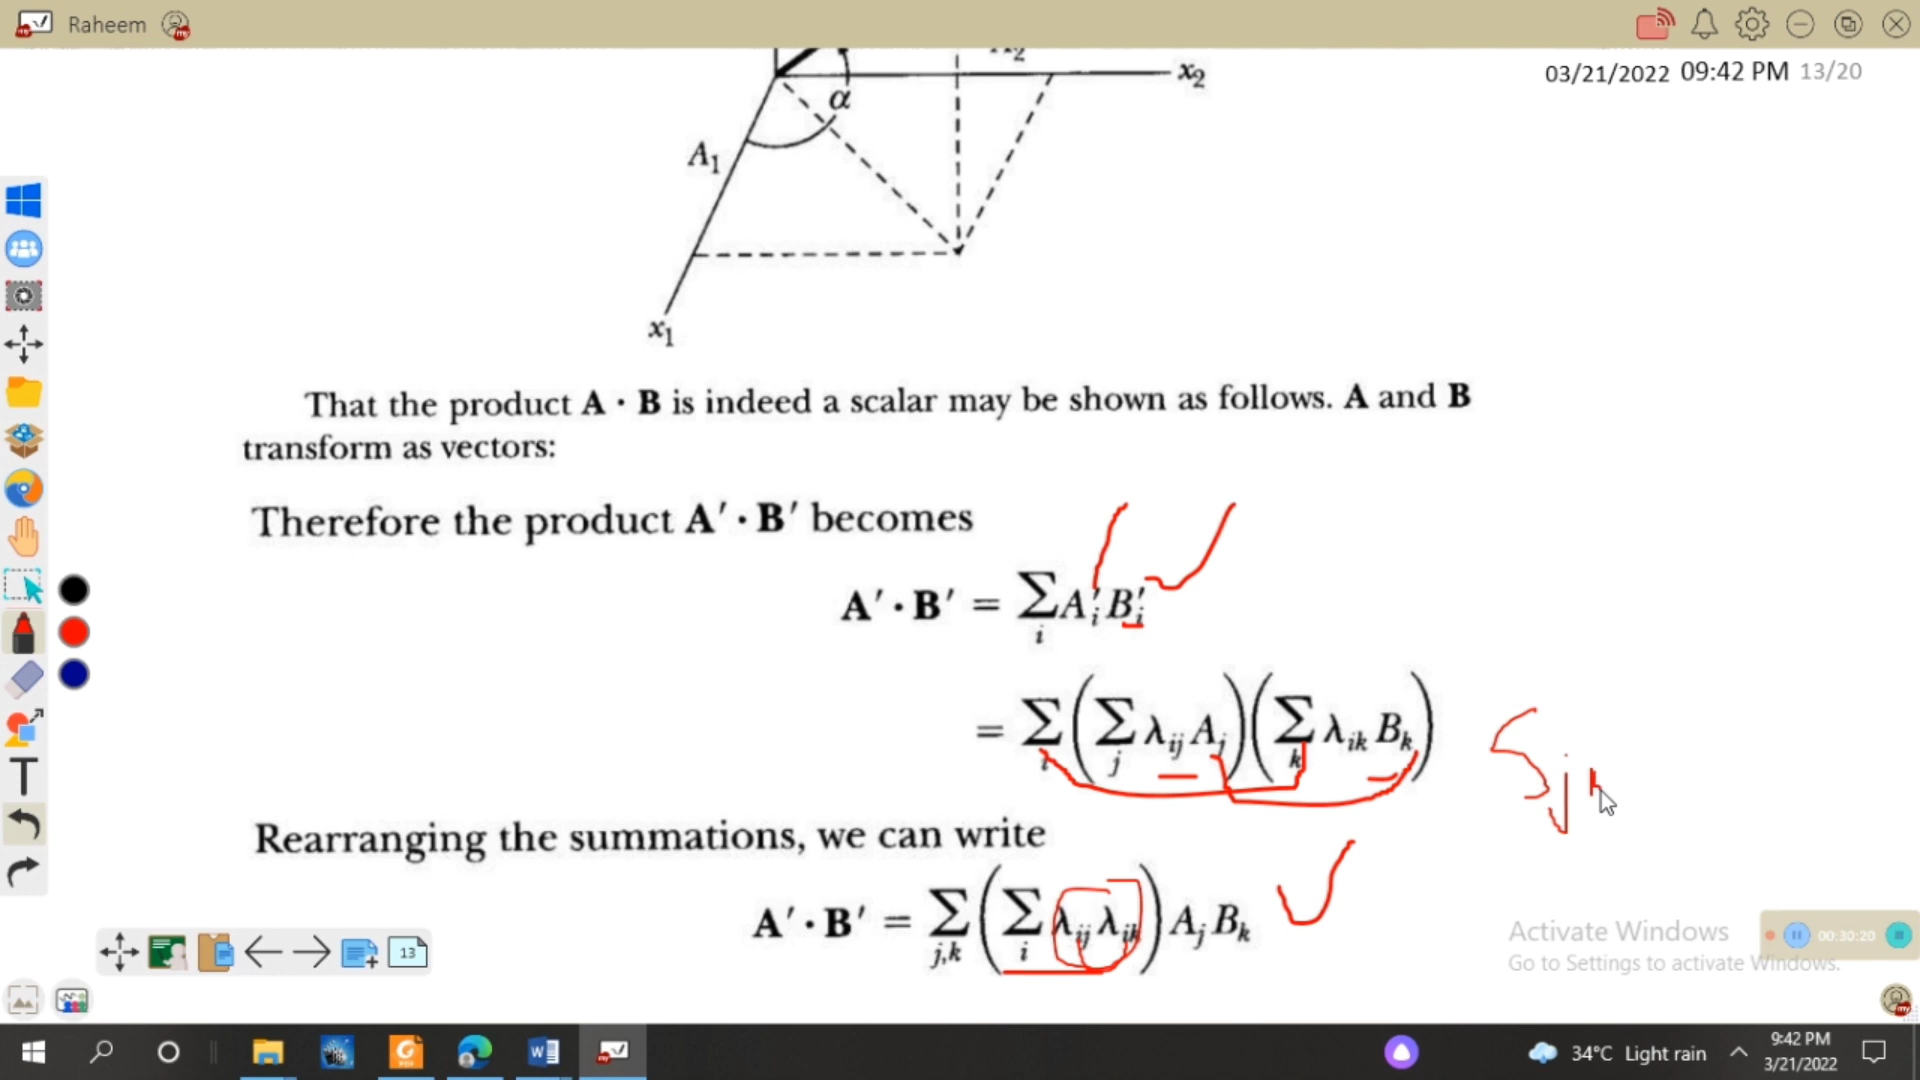 Raheem
03/21/2022 09:42 PM 13/20
x₂
α
A₁
x₁
That the product A · B is indeed a scalar may be shown as follows. A and B
transform as vectors:
Therefore the product A′ · B′ becomes
A′ · B′ = ∑ᵢ A′ᵢ B′ᵢ
= ∑ᵢ (∑ⱼ λᵢⱼ Aⱼ) (∑ₖ λᵢₖ Bₖ)
Rearranging the summations, we can write
A′ · B′ = ∑ⱼ,ₖ (∑ᵢ λᵢⱼ λᵢₖ) Aⱼ Bₖ
Activate Windows
Go to Settings to activate Windows.
00:30:20
13
34°C Light rain
9:42 PM
3/21/2022